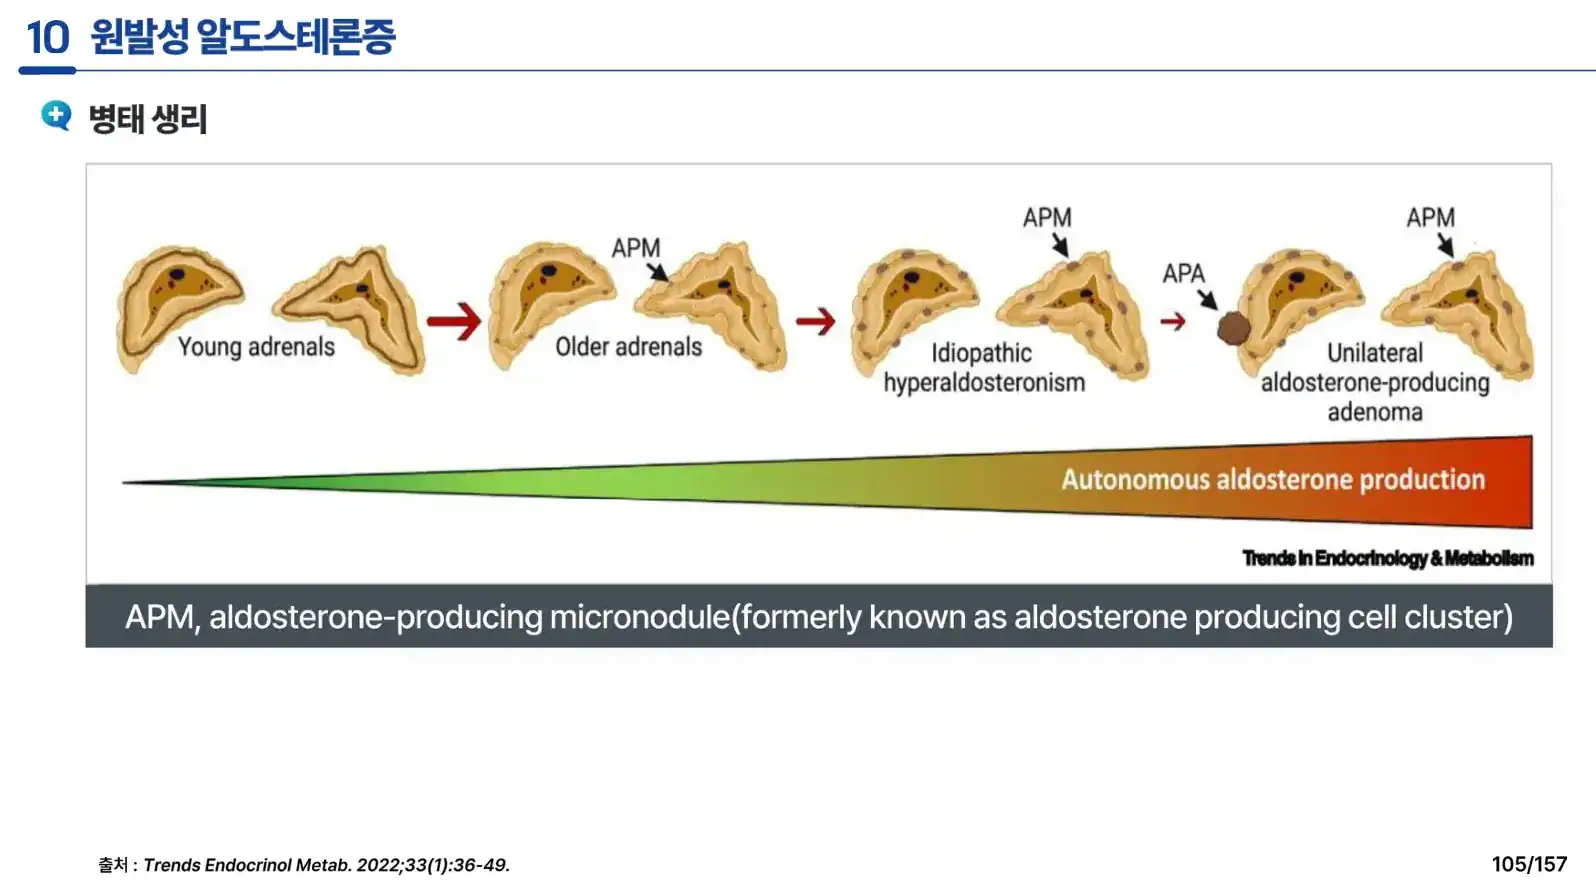 10 원발성 알도스테론증
병태 생리
APM
APM
APM
APA
Young adrenals
Older adrenals
Idiopathic
hyperaldosteronism
Unilateral
aldosterone-producing
adenoma
Autonomous aldosterone production
Trends in Endocrinology & Metabolism
APM, aldosterone-producing micronodule(formerly known as aldosterone producing cell cluster)
출처 : Trends Endocrinol Metab. 2022;33(1):36-49.
105/157